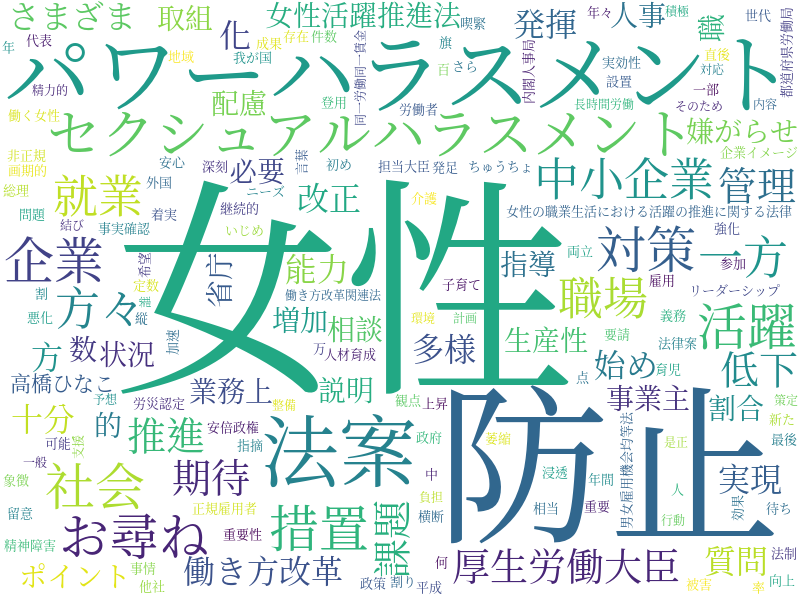 さまざま
取組
女性活躍推進法
喫緊
年々
人事
積極
世代
都道府県労働局
年
代表
化
地域
成果
存在
件数
旗
発揮
職
直後
我が国
パワーハラスメント
精力的
百
さら
同一労働同一賃金
内閣人事局
実効性
設置
対応
一部
働く女性
配慮
登用
労働者
長時間労働
そのため
内容
セクシュアルハラスメント
嫌がらせ
企業イメージ
非正規
画期的
安心
深刻
必要
初め
言葉
担当大臣
発足
ちゅうちょ
中小企業
管理
総理
就業
外国
ニーズ
改正
介護
女性の職業生活における活躍の推進に関する法律
問題
結び
着実
継続的
いじめ
事実確認
強化
女性
企業
希望
省庁
能力
指導
両立
対策
一方
参加
子育て
雇用
定数
割
方々
働き方改革関連法
リーダーシップ
職場
活躍
悪化
縦
加速
増加
相談
環境
計画
生産性
要請
義務
方
数
状況
万
人材育成
多様
始め
法律案
育児
低下
高橋ひなこ
業務上
説明
点
予想
労災認定
整備
観点
上昇
事業主
割合
策定
新た
十分
的
推進
安倍政権
指摘
法案
政府
萎縮
防止
男女雇用機会均等法
是正
最後
可能
支援
一般
社会
期待
中
浸透
年間
実現
象徴
正規雇用者
負担
人
効果
待ち
留意
お尋ね
重要性
措置
課題
横断
相当
重要
行動
精神障害
事情
何
厚生労働大臣
質問
法制
ポイント
他社
働き方改革
政策
割り
平成
被害
率
向上